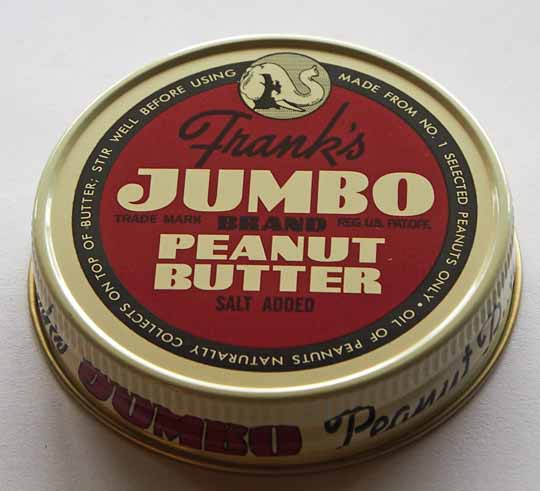 MADE FROM NO. 1 SELECTED PEANUTS ONLY • OIL OF PEANUTS NATURALLY COLLECTS ON TOP OF BUTTER; STIR WELL BEFORE USING
Frank's
JUMBO
TRADE MARK BRAND REG. U.S. PAT. OFF.
PEANUT
BUTTER
SALT ADDED
JUMBO Peanut